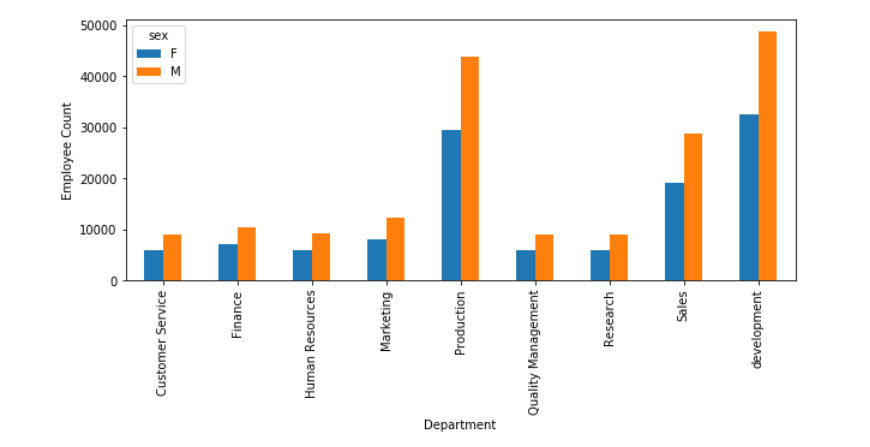 50000
40000
30000
20000
10000
0
Employee Count
sex
F
M
Customer Service
Finance
Human Resources
Marketing
Production
Quality Management
Research
Sales
development
Department